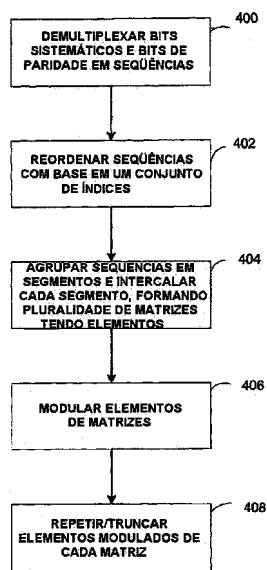 400
DEMULTIPLEXAR BITS
SISTEMÁTICOS E BITS DE
PARIDADE EM SEQÜÊNCIAS
402
REORDENAR SEQÜÊNCIAS
COM BASE EM UM CONJUNTO
DE ÍNDICES
404
AGRUPAR SEQUENCIAS EM
SEGMENTOS E INTERCALAR
CADA SEGMENTO, FORMANDO
PLURALIDADE DE MATRIZES
TENDO ELEMENTOS
406
MODULAR ELEMENTOS
DE MATRIZES
408
REPETIR/TRUNCAR
ELEMENTOS MODULADOS DE
CADA MATRIZ